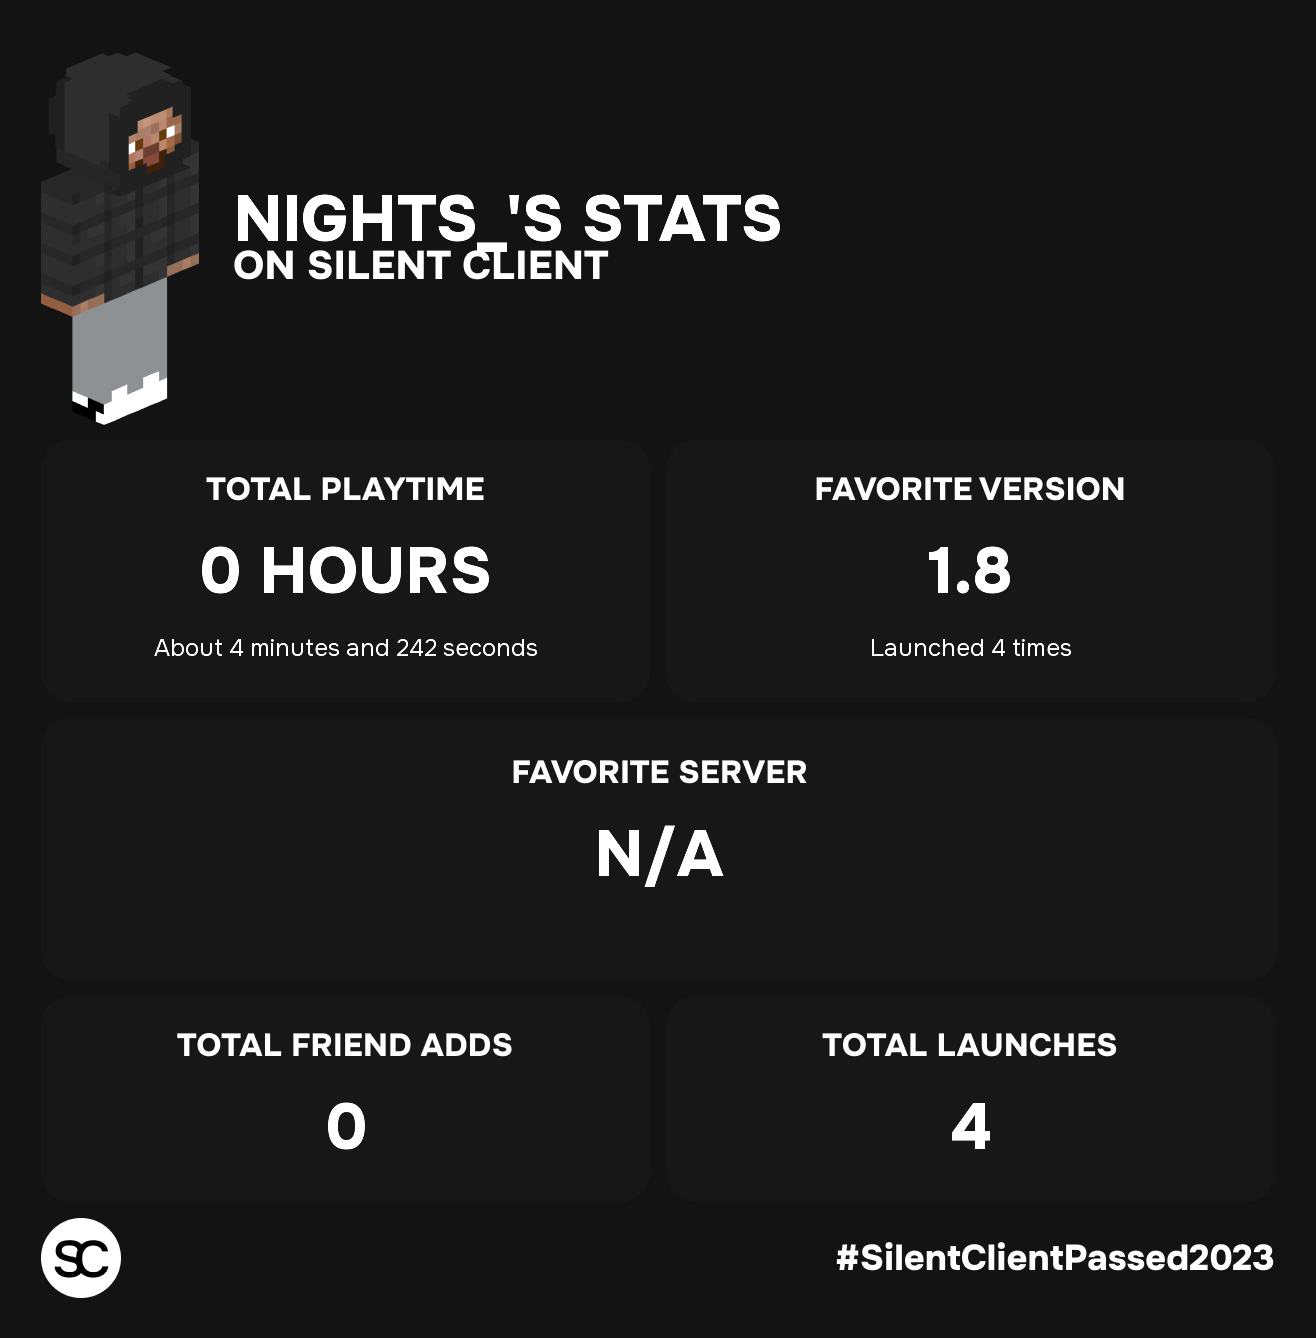 NIGHTS_'S STATS
ON SILENT CLIENT
TOTAL PLAYTIME
0 HOURS
About 4 minutes and 242 seconds
FAVORITE VERSION
1.8
Launched 4 times
FAVORITE SERVER
N/A
TOTAL FRIEND ADDS
0
TOTAL LAUNCHES
4
SC
#SilentClientPassed2023